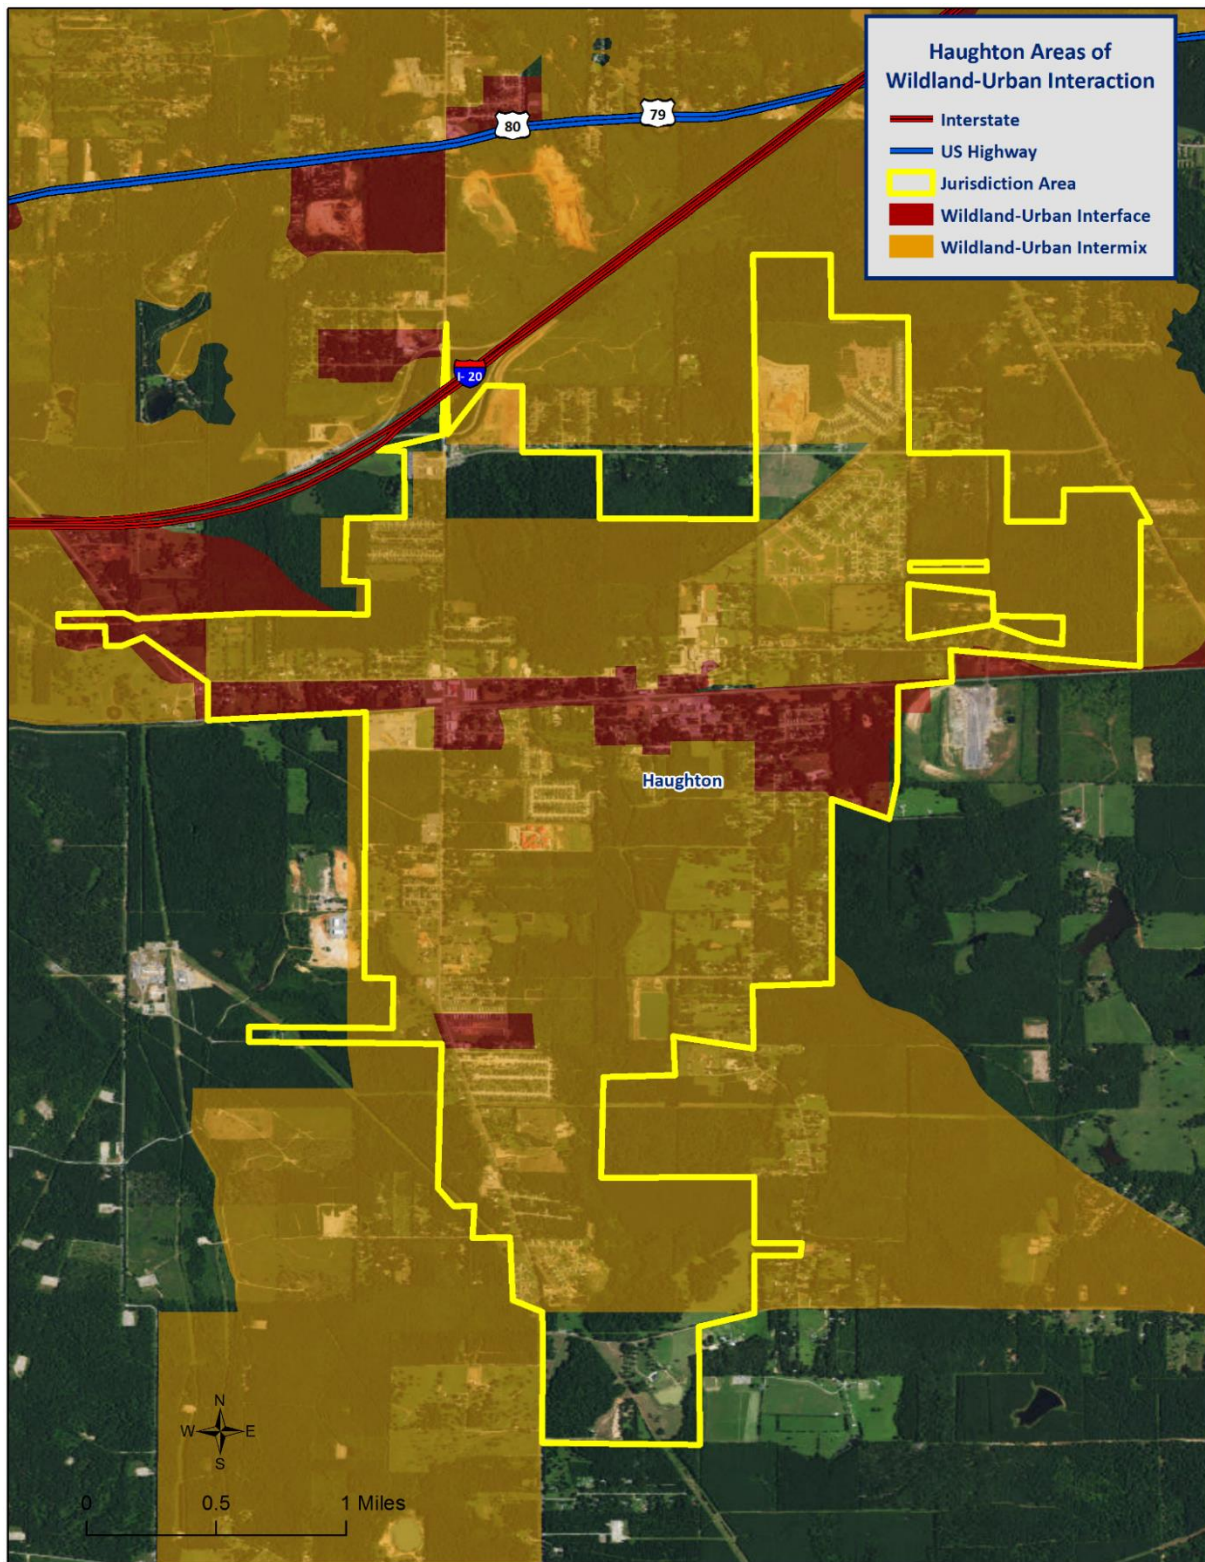 Haughton Areas of
Wildland-Urban Interaction
Interstate
US Highway
Jurisdiction Area
Wildland-Urban Interface
Wildland-Urban Intermix
80
79
I- 20
Haughton
N
W
E
S
0
0.5
1 Miles